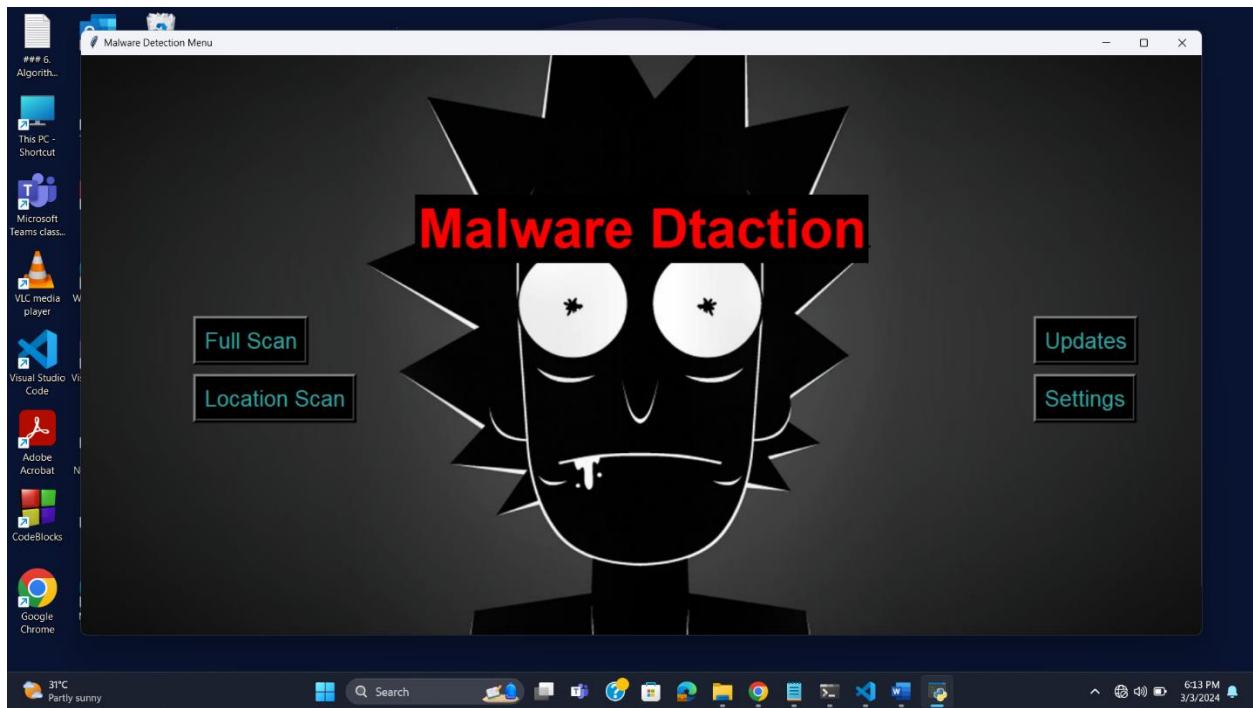 ### 6.
Algorith...
This PC -
Shortcut
Microsoft
Teams class...
VLC media
player
Visual Studio
Code
Adobe
Acrobat
CodeBlocks
Google
Chrome
Malware Detection Menu
Malware Dtaction
Full Scan
Location Scan
Updates
Settings
31°C
Partly sunny
Search
6:13 PM
3/3/2024